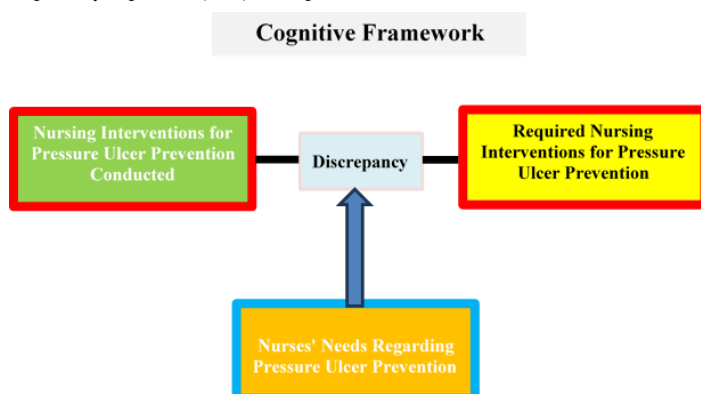 Cognitive Framework
Nursing Interventions for
Pressure Ulcer Prevention
Conducted
Discrepancy
Required Nursing
Interventions for Pressure
Ulcer Prevention
Nurses' Needs Regarding
Pressure Ulcer Prevention